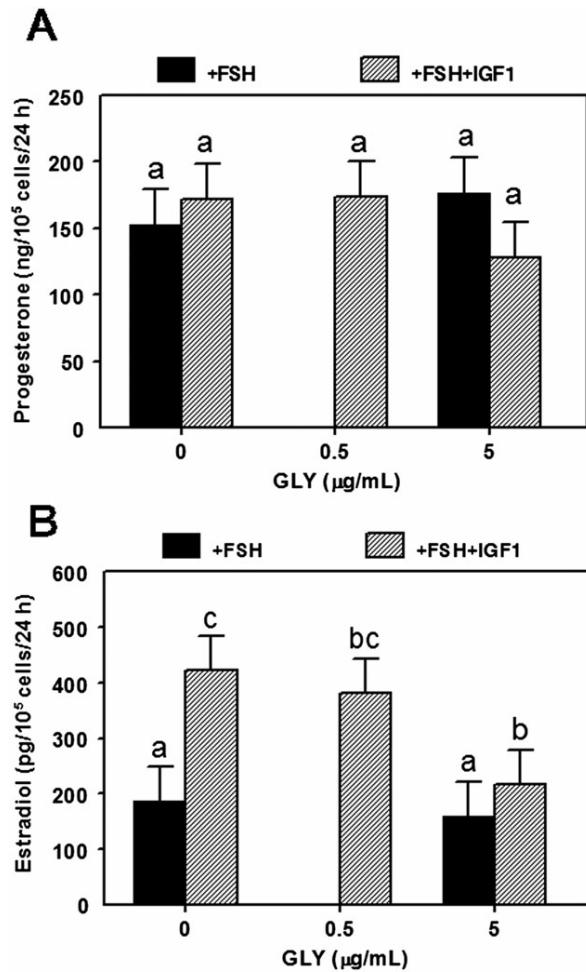 A
+FSH +FSH+IGF1
Progesterone (ng/10⁵ cells/24 h)
250
200
150
100
50
0
a a a a a
0 0.5 5
GLY (µg/mL)
B
+FSH +FSH+IGF1
Estradiol (pg/10⁵ cells/24 h)
600
500
400
300
200
100
0
a c bc a b
0 0.5 5
GLY (µg/mL)